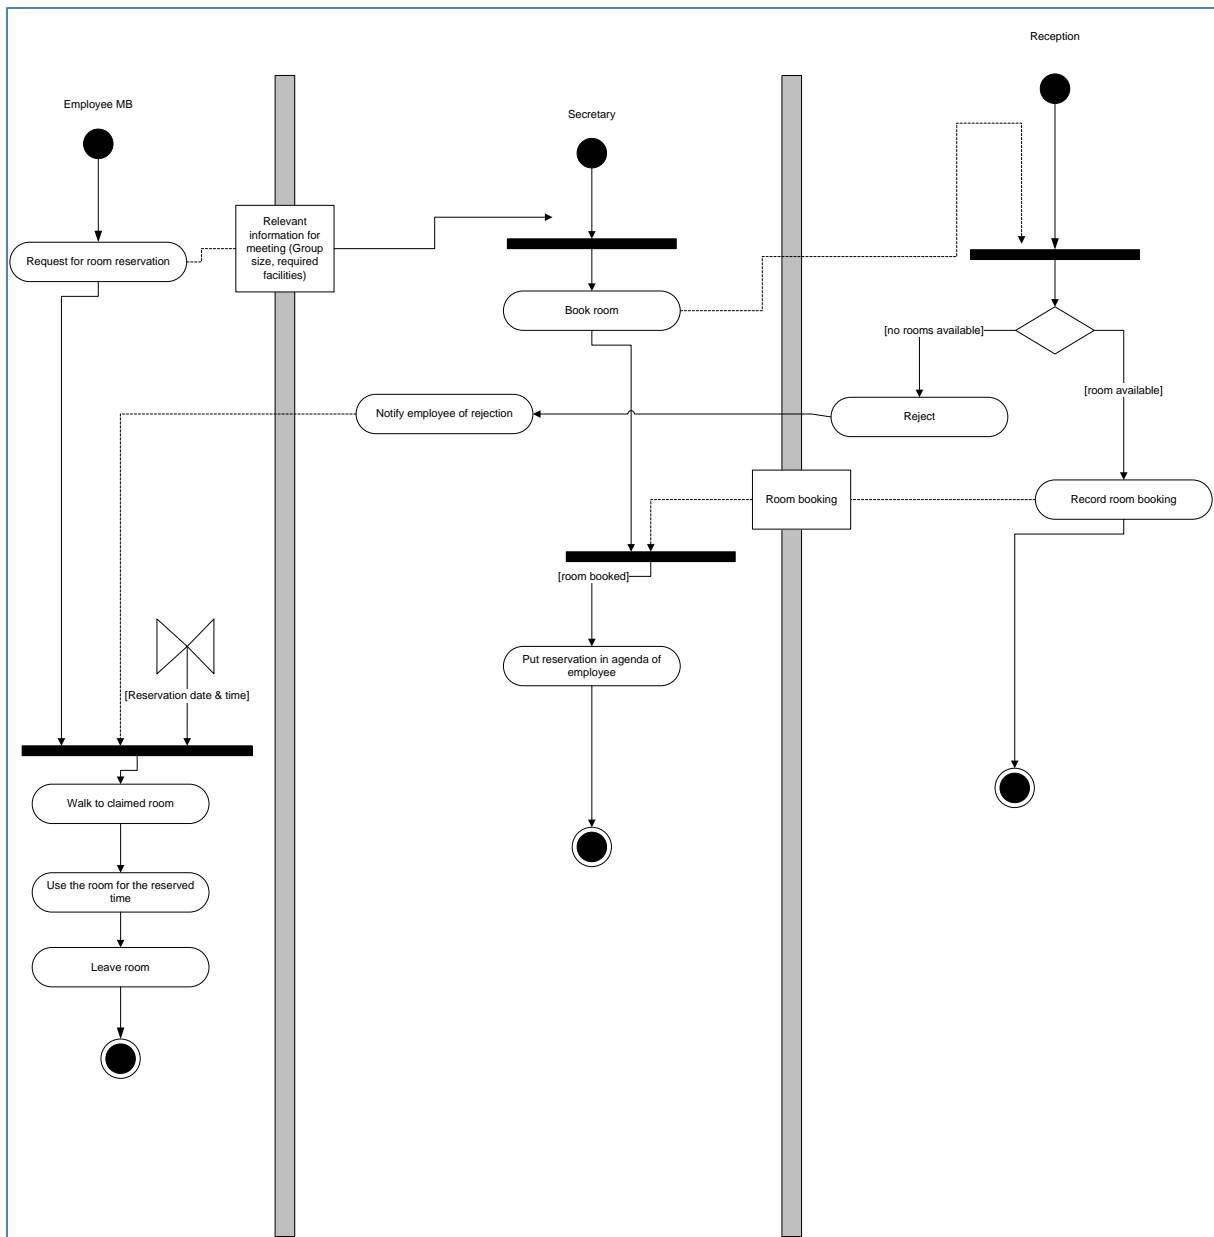 Reception
Employee MB
Secretary
Relevant
information for
meeting (Group
size, required
facilities)
Request for room reservation
Book room
[no rooms available]
[room available]
Notify employee of rejection
Reject
Room booking
Record room booking
[room booked]
Put reservation in agenda of
employee
[Reservation date & time]
Walk to claimed room
Use the room for the reserved
time
Leave room